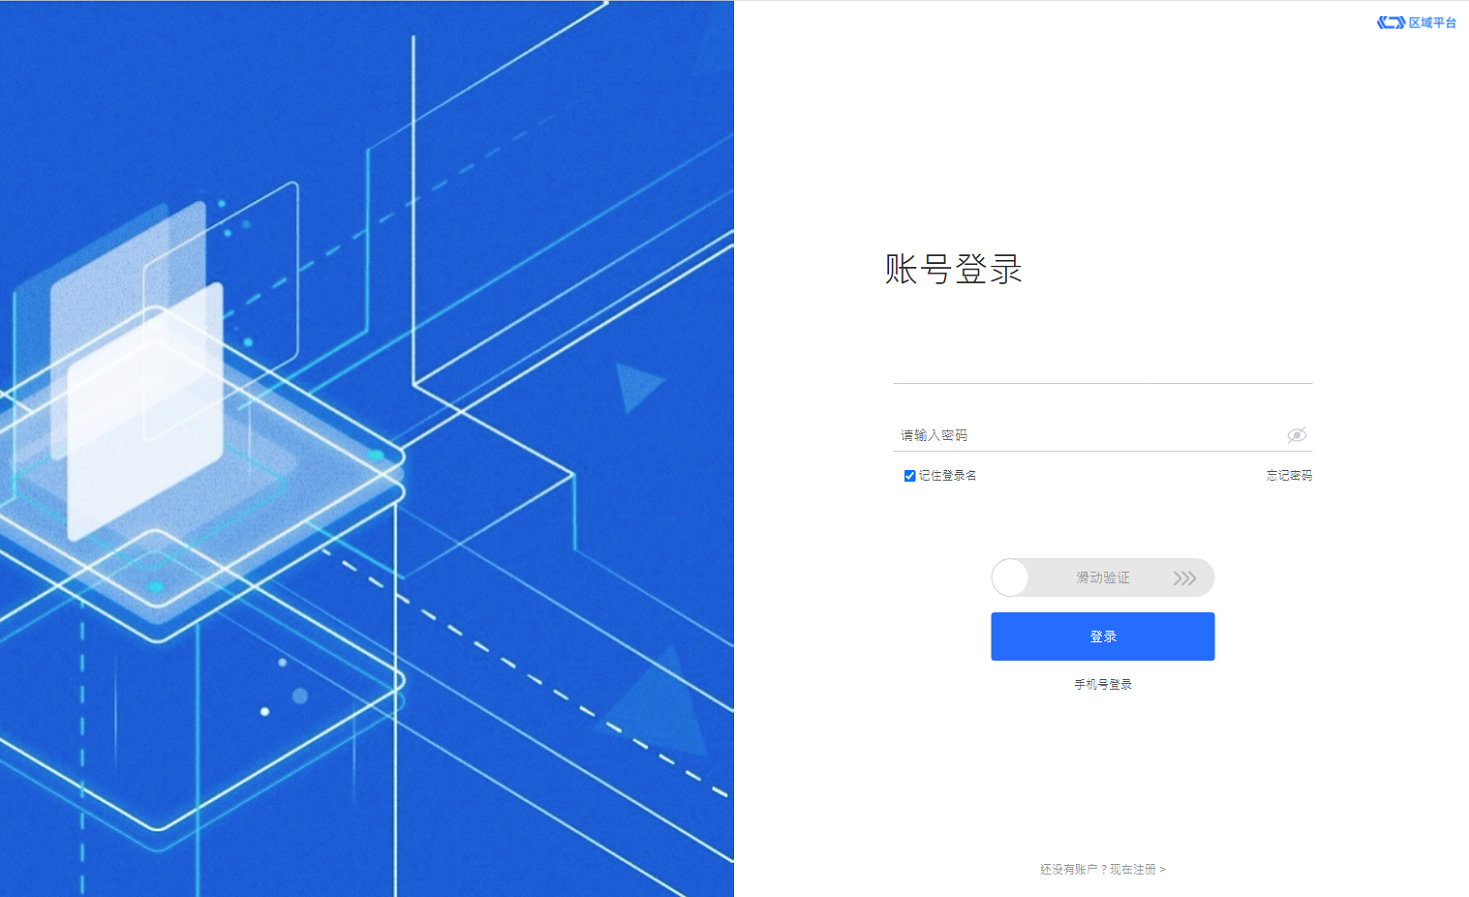 区域平台
账号登录
请输入密码
记住登录名
忘记密码
滑动验证
登录
手机号登录
还没有账户？现在注册 >